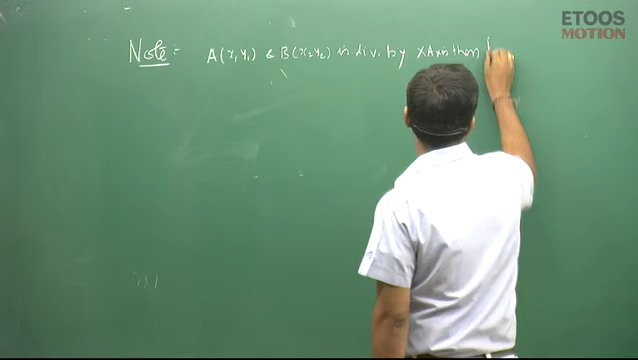 ETOOS
MOTION
Note :- A(x₁ y₁) & B(x₂ y₂) is div. by X Axis then